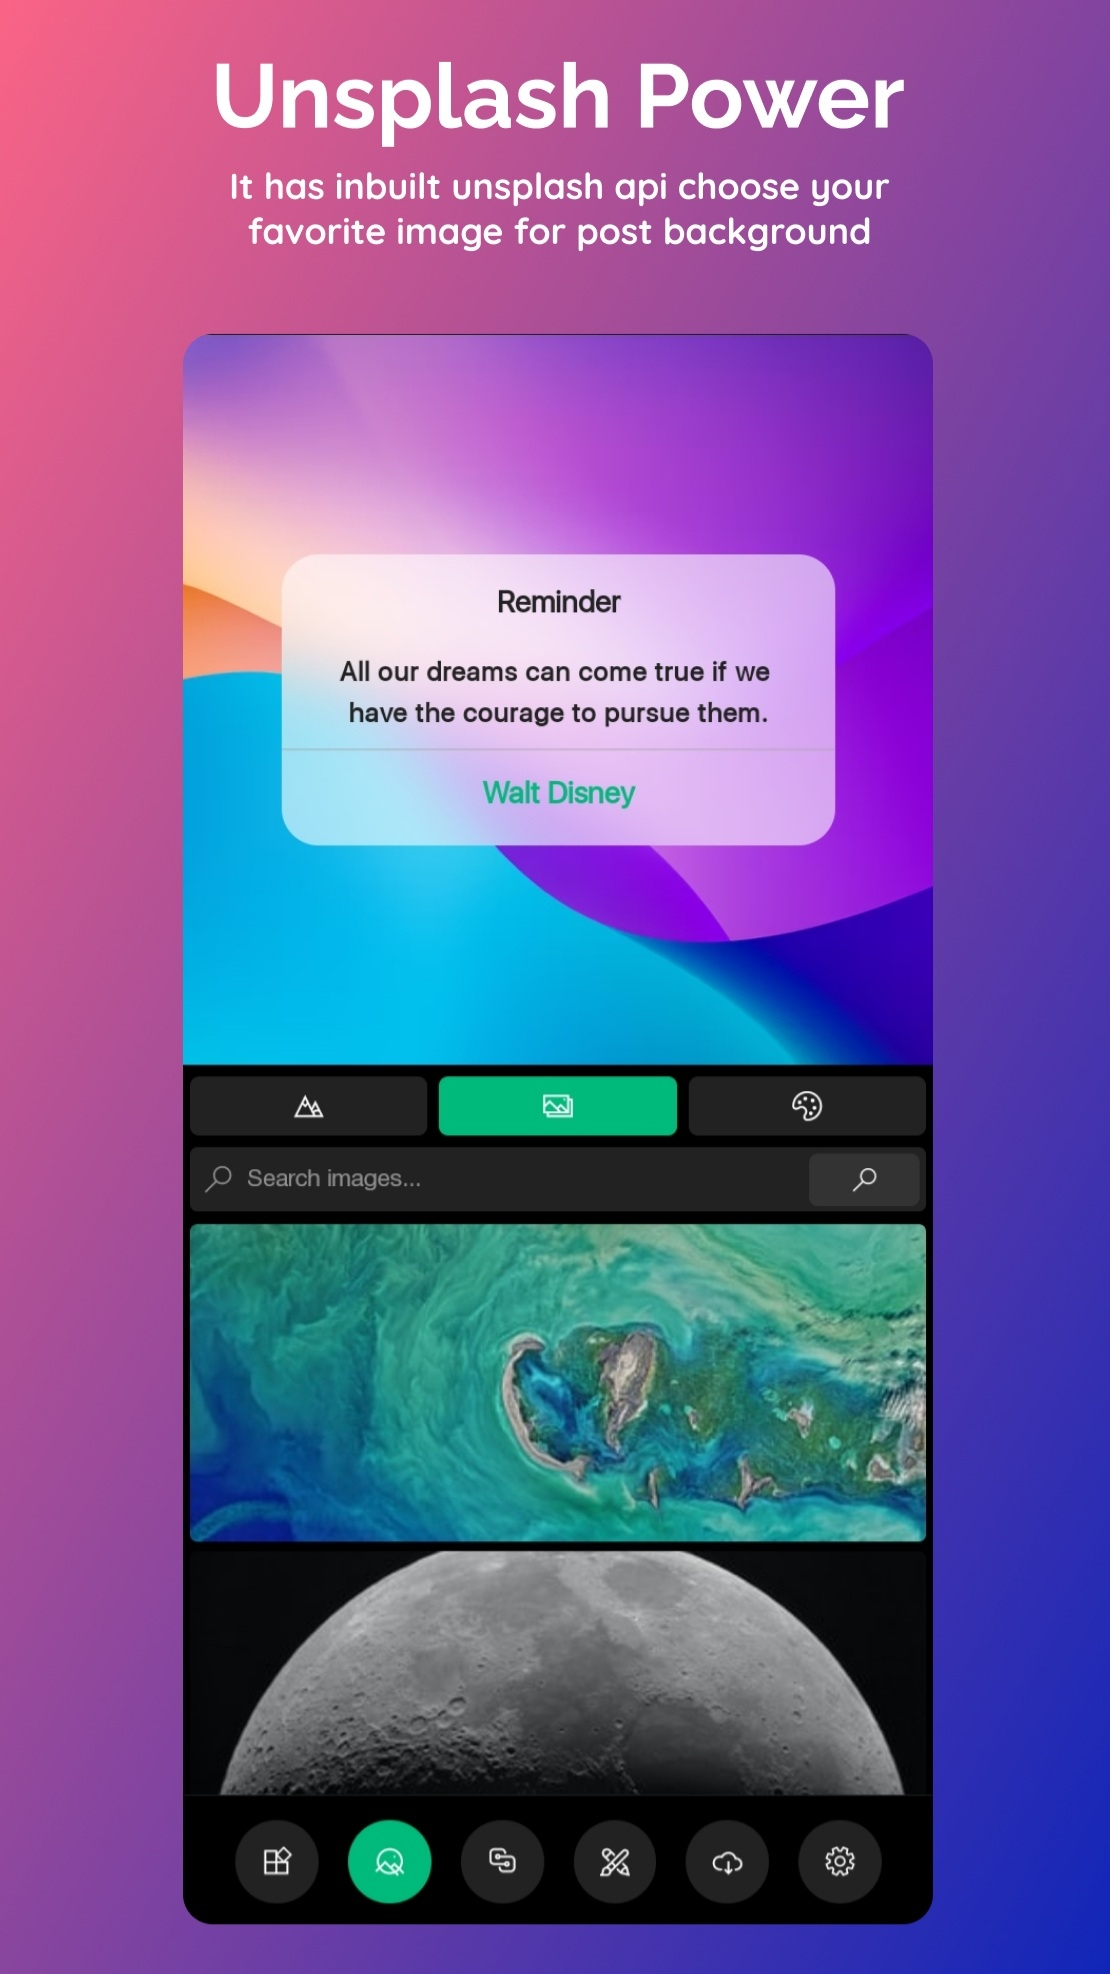 Unsplash Power
It has inbuilt unsplash api choose your
favorite image for post background
Reminder
All our dreams can come true if we
have the courage to pursue them.
Walt Disney
Search images...